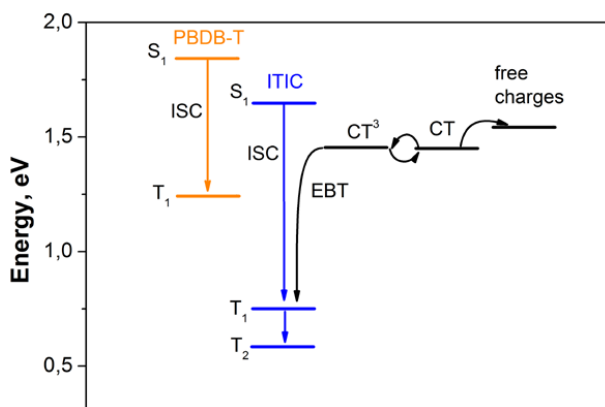 2,0
1,5
1,0
0,5
Energy, eV
PBDB-T
S₁
ISC
T₁
ITIC
S₁
ISC
T₁
T₂
EBT
CT³
CT
free
charges